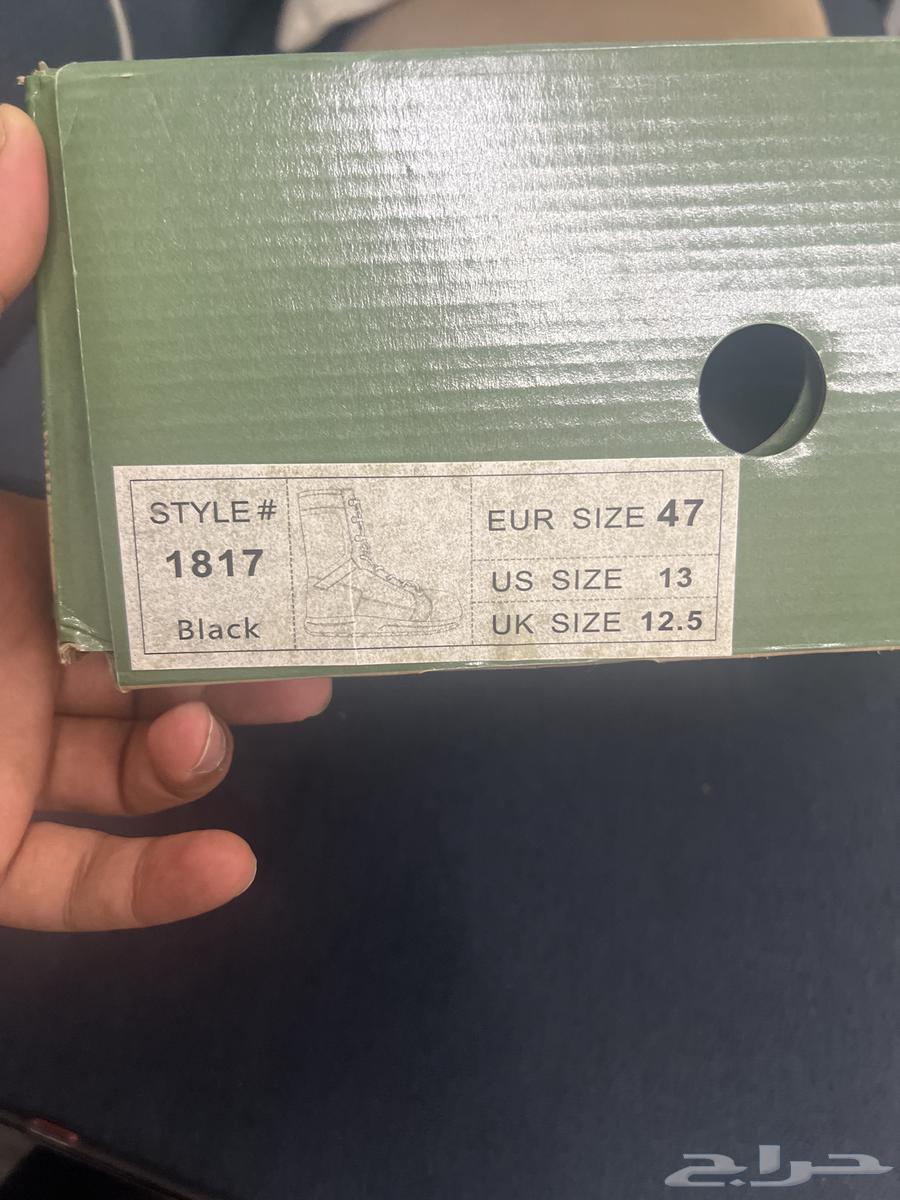 STYLE#
1817
Black
EUR SIZE 47
US SIZE 13
UK SIZE 12.5
حراج